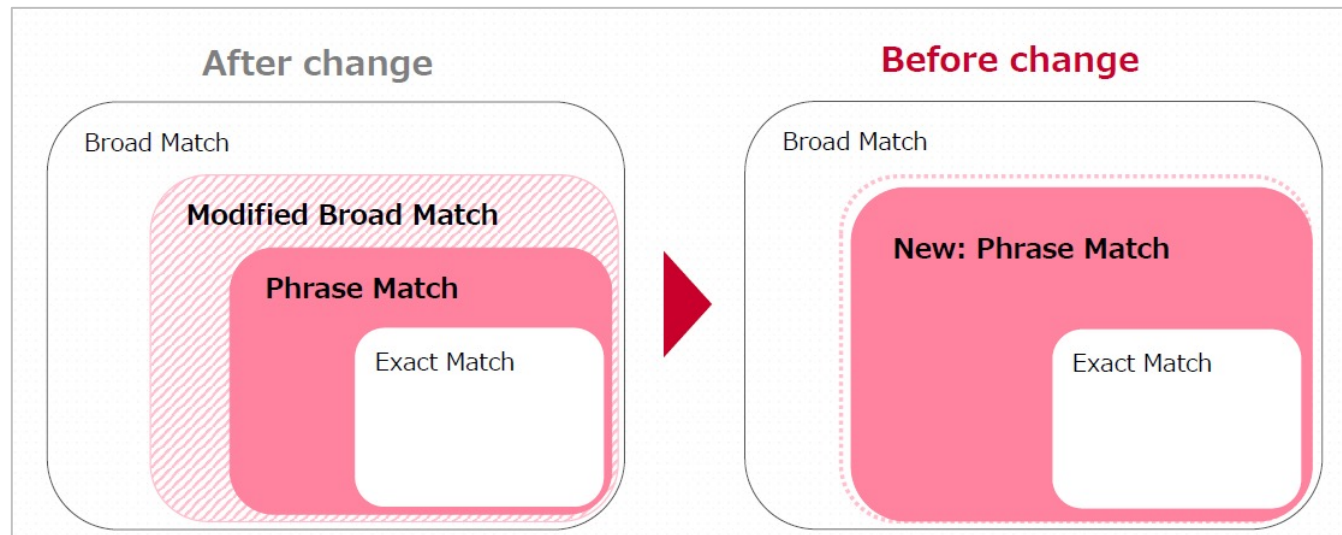 After change
Before change
Broad Match
Modified Broad Match
Phrase Match
Exact Match
Broad Match
New: Phrase Match
Exact Match